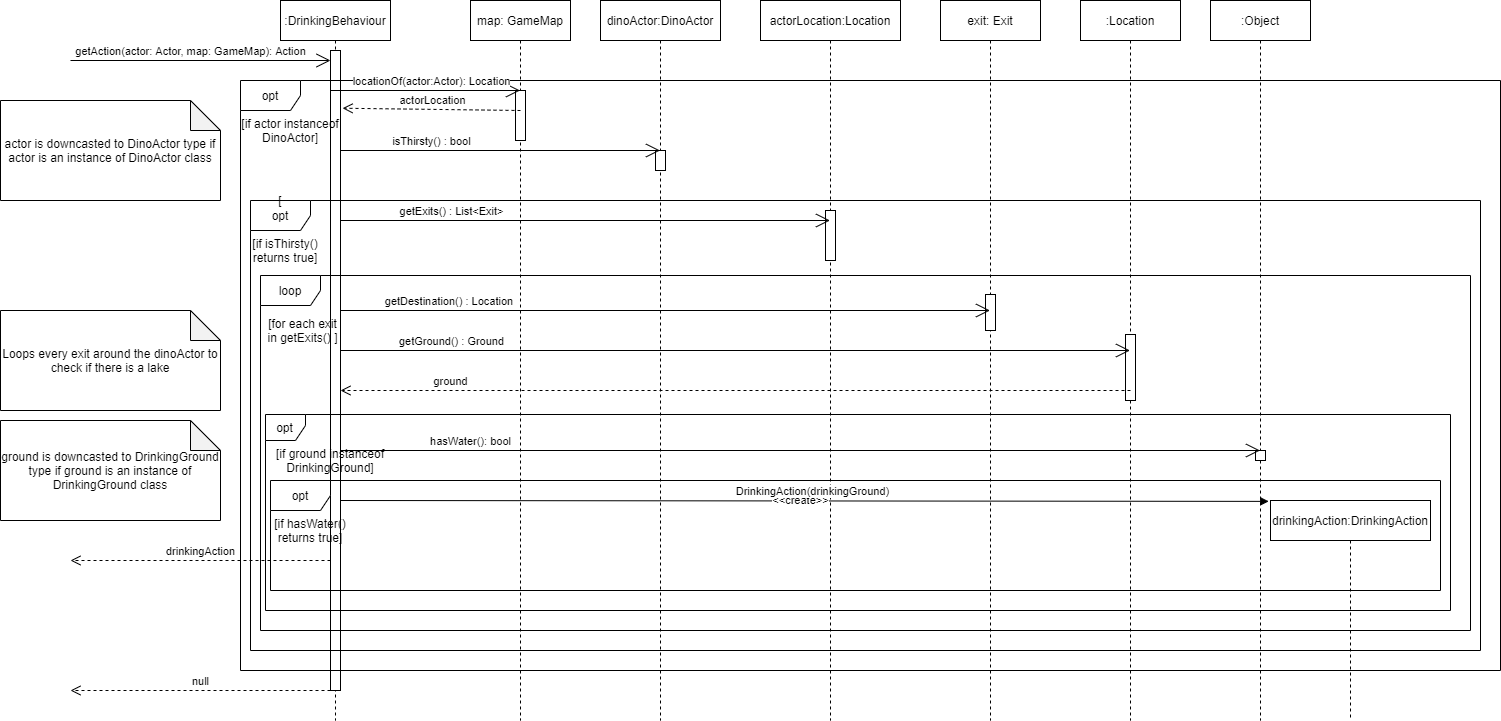 :DrinkingBehaviour
map: GameMap
dinoActor:DinoActor
actorLocation:Location
exit: Exit
:Location
:Object
getAction(actor: Actor, map: GameMap): Action
opt
locationOf(actor:Actor): Location
actorLocation
[if actor instanceof
DinoActor]
actor is downcasted to DinoActor type if
actor is an instance of DinoActor class
isThirsty() : bool
[
opt
getExits() : List<Exit>
[if isThirsty()
returns true]
loop
getDestination() : Location
[for each exit
in getExits() ]
getGround() : Ground
Loops every exit around the dinoActor to
check if there is a lake
ground
opt
hasWater(): bool
[if ground instanceof
DrinkingGround]
ground is downcasted to DrinkingGround
type if ground is an instance of
DrinkingGround class
opt
DrinkingAction(drinkingGround)
<<create>>
[if hasWater()
returns true]
drinkingAction:DrinkingAction
drinkingAction
null